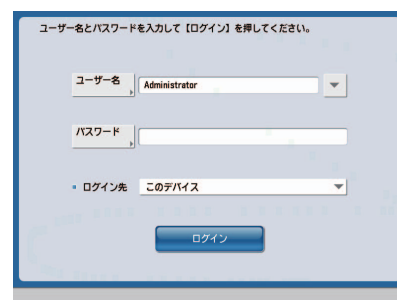 ユーザー名とパスワードを入力して【ログイン】を押してください。
ユーザー名 Administrator
パスワード
ログイン先 このデバイス
ログイン